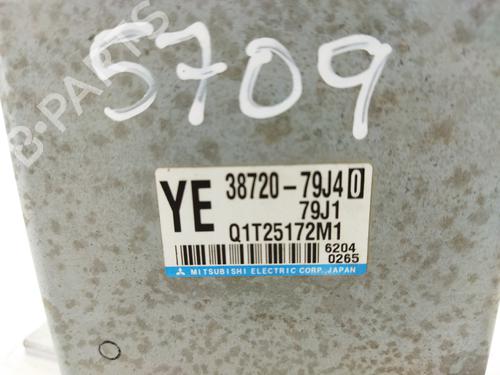 B-PARTS
5709
YE 38720-79J40
79J1
Q1T25172M1
6204
0265
MITSUBISHI ELECTRIC CORP., JAPAN